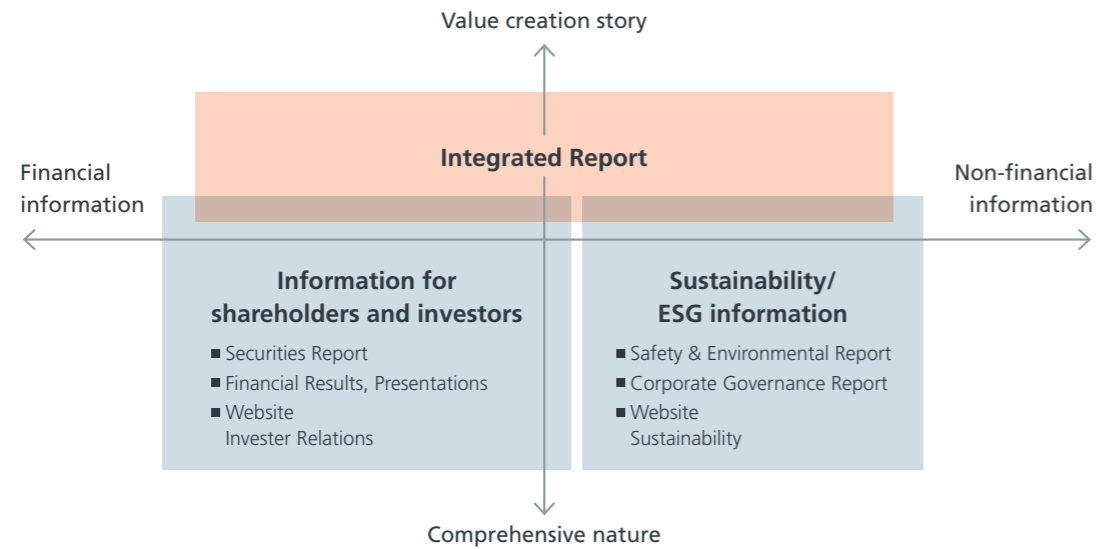 Value creation story
Integrated Report
Financial
information
Non-financial
information
Information for
shareholders and investors
■ Securities Report
■ Financial Results, Presentations
■ Website
Invester Relations
Sustainability/
ESG information
■ Safety & Environmental Report
■ Corporate Governance Report
■ Website
Sustainability
Comprehensive nature